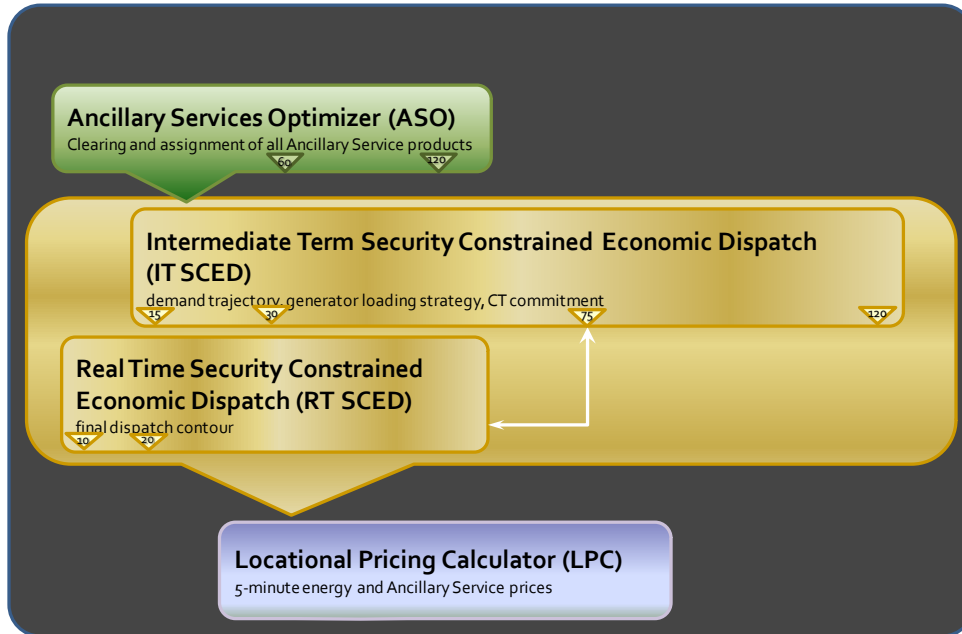 Ancillary Services Optimizer (ASO)
Clearing and assignment of all Ancillary Service products
60 120
Intermediate Term Security Constrained Economic Dispatch
(IT SCED)
demand trajectory, generator loading strategy, CT commitment
15 30 75 120
Real Time Security Constrained
Economic Dispatch (RT SCED)
final dispatch contour
10 20
Locational Pricing Calculator (LPC)
5-minute energy and Ancillary Service prices